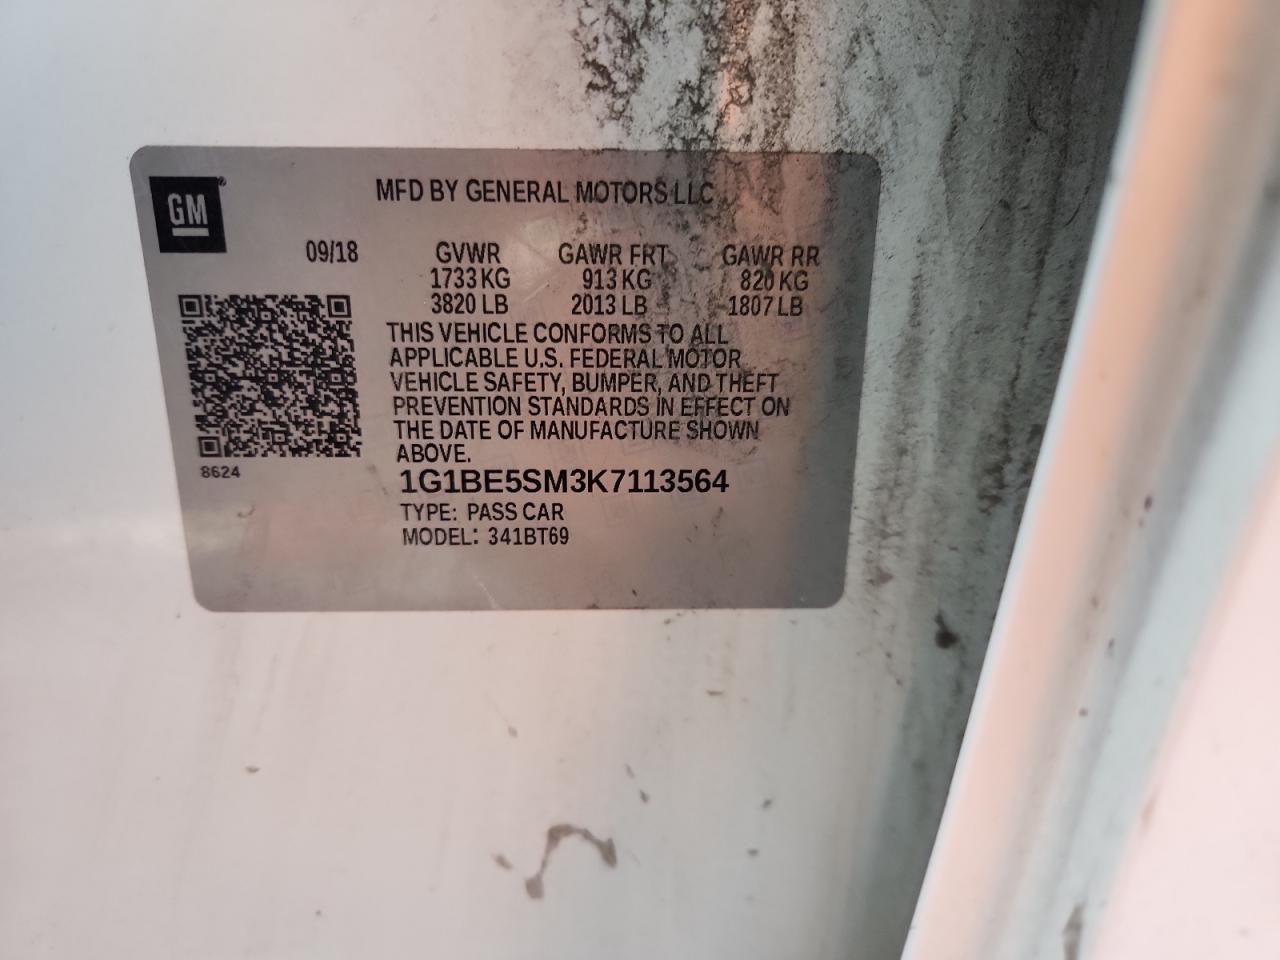 GM
MFD BY GENERAL MOTORS LLC
09/18 GVWR GAWR FRT GAWR RR
1733 KG 913 KG 820 KG
3820 LB 2013 LB 1807 LB
THIS VEHICLE CONFORMS TO ALL
APPLICABLE U.S. FEDERAL MOTOR
VEHICLE SAFETY, BUMPER, AND THEFT
PREVENTION STANDARDS IN EFFECT ON
THE DATE OF MANUFACTURE SHOWN
ABOVE.
8624
1G1BE5SM3K7113564
TYPE: PASS CAR
MODEL: 341BT69